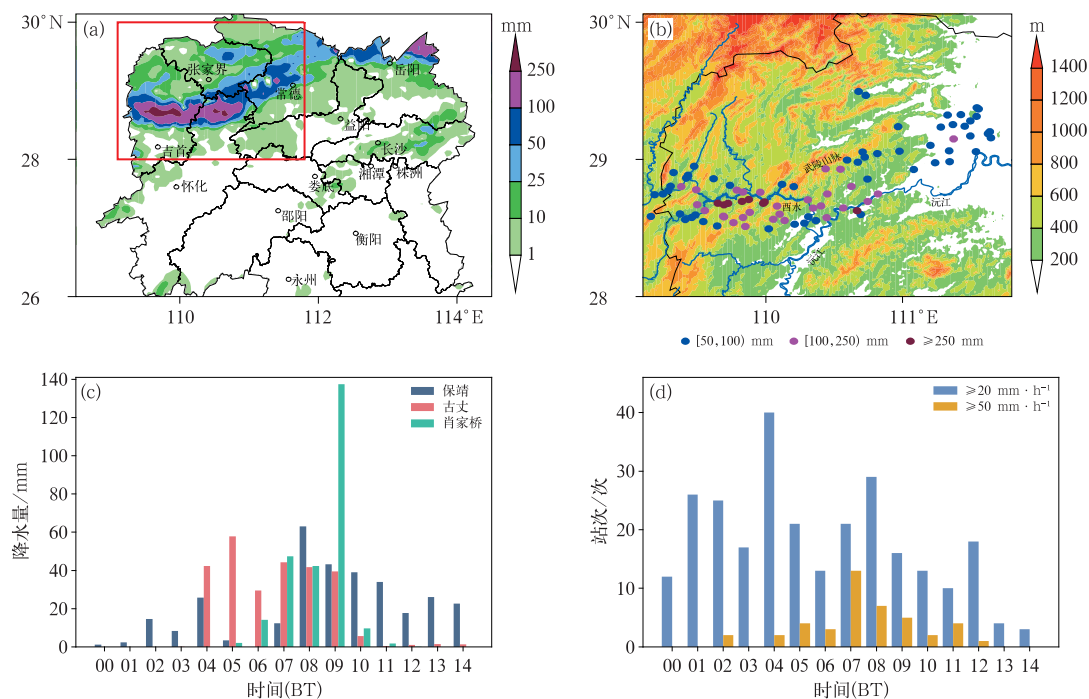 (a)
30°N
28
26
110
112
114°E
mm
250
100
50
25
10
1
张家界
常德
岳阳
益阳
长沙
吉首
怀化
娄底
湘潭
株洲
邵阳
衡阳
永州
(b)
30°N
29
28
110
111°E
m
1400
1200
1000
800
600
400
200
武陵山脉
酉水
沅江
沅江
[50,100) mm
[100,250) mm
≥250 mm
(c)
保靖
古丈
肖家桥
降水量/mm
140
120
100
80
60
40
20
0
00 01 02 03 04 05 06 07 08 09 10 11 12 13 14
时间(BT)
(d)
≥20 mm·h⁻¹
≥50 mm·h⁻¹
站次/次
40
30
20
10
0
00 01 02 03 04 05 06 07 08 09 10 11 12 13 14
时间(BT)